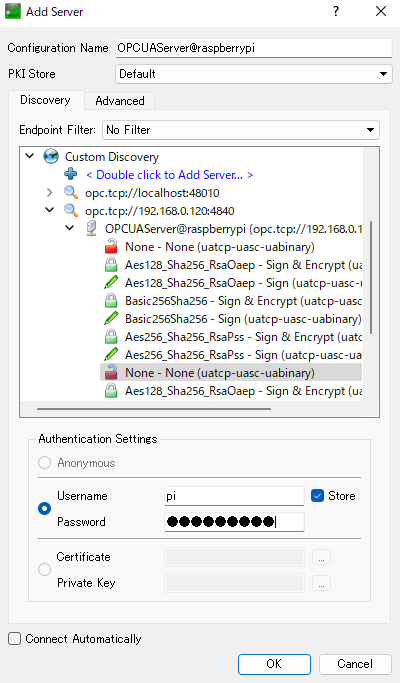 Add Server
?
Configuration Name OPCUAServer@raspberrypi
PKI Store Default
Discovery Advanced
Endpoint Filter: No Filter
Custom Discovery
< Double click to Add Server... >
opc.tcp://localhost:48010
opc.tcp://192.168.0.120:4840
OPCUAServer@raspberrypi (opc.tcp://192.168.0.1
None - None (uatcp-uasc-uabinary)
Aes128_Sha256_RsaOaep - Sign & Encrypt (ua
Aes128_Sha256_RsaOaep - Sign (uatcp-uasc-u
Basic256Sha256 - Sign & Encrypt (uatcp-uasc
Basic256Sha256 - Sign (uatcp-uasc-uabinary)
Aes256_Sha256_RsaPss - Sign & Encrypt (uat
Aes256_Sha256_RsaPss - Sign (uatcp-uasc-ua
None - None (uatcp-uasc-uabinary)
Aes128_Sha256_RsaOaep - Sign & Encrypt (ua
Authentication Settings
Anonymous
Username pi Store
Password ●●●●●●●●●
Certificate ...
Private Key ...
Connect Automatically
OK Cancel